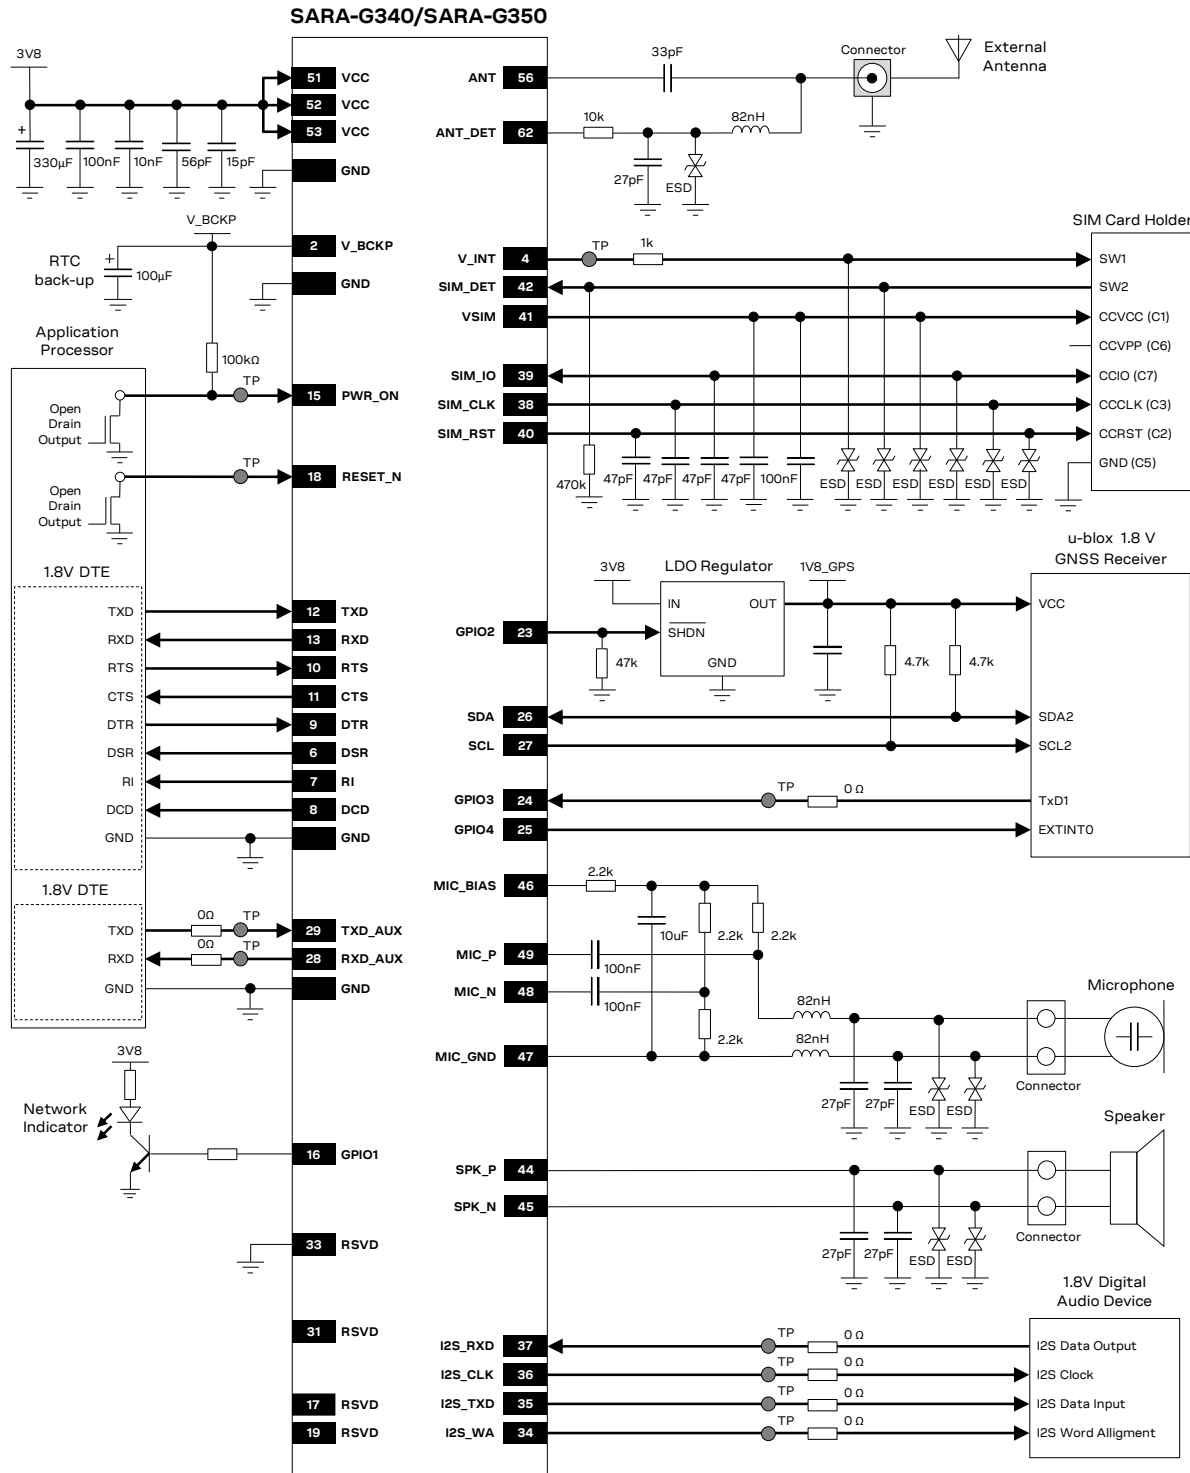 SARA-G340/SARA-G350
3V8
51 VCC
52 VCC
53 VCC
GND
+
330µF 100nF 10nF 56pF 15pF
V_BCKP
2 V_BCKP
RTC
back-up
+
100µF
GND
Application
Processor
100kΩ
TP
15 PWR_ON
Open
Drain
Output
TP
18 RESET_N
Open
Drain
Output
1.8V DTE
TXD 12 TXD
RXD 13 RXD
RTS 10 RTS
CTS 11 CTS
DTR 9 DTR
DSR 6 DSR
RI 7 RI
DCD 8 DCD
GND GND
1.8V DTE
0Ω TP
TXD 29 TXD_AUX
0Ω TP
RXD 28 RXD_AUX
GND GND
3V8
Network
Indicator
16 GPIO1
33 RSVD
31 RSVD
17 RSVD
19 RSVD
33pF
Connector
External
Antenna
ANT 56
10k
82nH
ANT_DET 62
27pF
ESD
SIM Card Holder
TP
1k
V_INT 4 SW1
SIM_DET 42 SW2
VSIM 41 CCVCC (C1)
CCVPP (C6)
SIM_IO 39 CCIO (C7)
SIM_CLK 38 CCCLK (C3)
SIM_RST 40 CCRST (C2)
GND (C5)
470k 47pF 47pF 47pF 100nF ESD ESD ESD ESD ESD ESD
u-blox 1.8 V
GNSS Receiver
3V8
LDO Regulator
1V8_GPS
IN OUT VCC
GPIO2 23 SHDN
47k
GND
4.7k 4.7k
SDA 26 SDA2
SCL 27 SCL2
TP 0 Ω
GPIO3 24 TxD1
GPIO4 25 EXTINT0
2.2k
MIC_BIAS 46
10uF 2.2k 2.2k
MIC_P 49
100nF
MIC_N 48
100nF
82nH
Microphone
2.2k
82nH
MIC_GND 47
Connector
27pF 27pF ESD ESD
Speaker
SPK_P 44
SPK_N 45
Connector
27pF 27pF ESD ESD
1.8V Digital
Audio Device
TP 0 Ω
I2S_RXD 37 I2S Data Output
TP 0 Ω
I2S_CLK 36 I2S Clock
TP 0 Ω
I2S_TXD 35 I2S Data Input
TP 0 Ω
I2S_WA 34 I2S Word Alligment